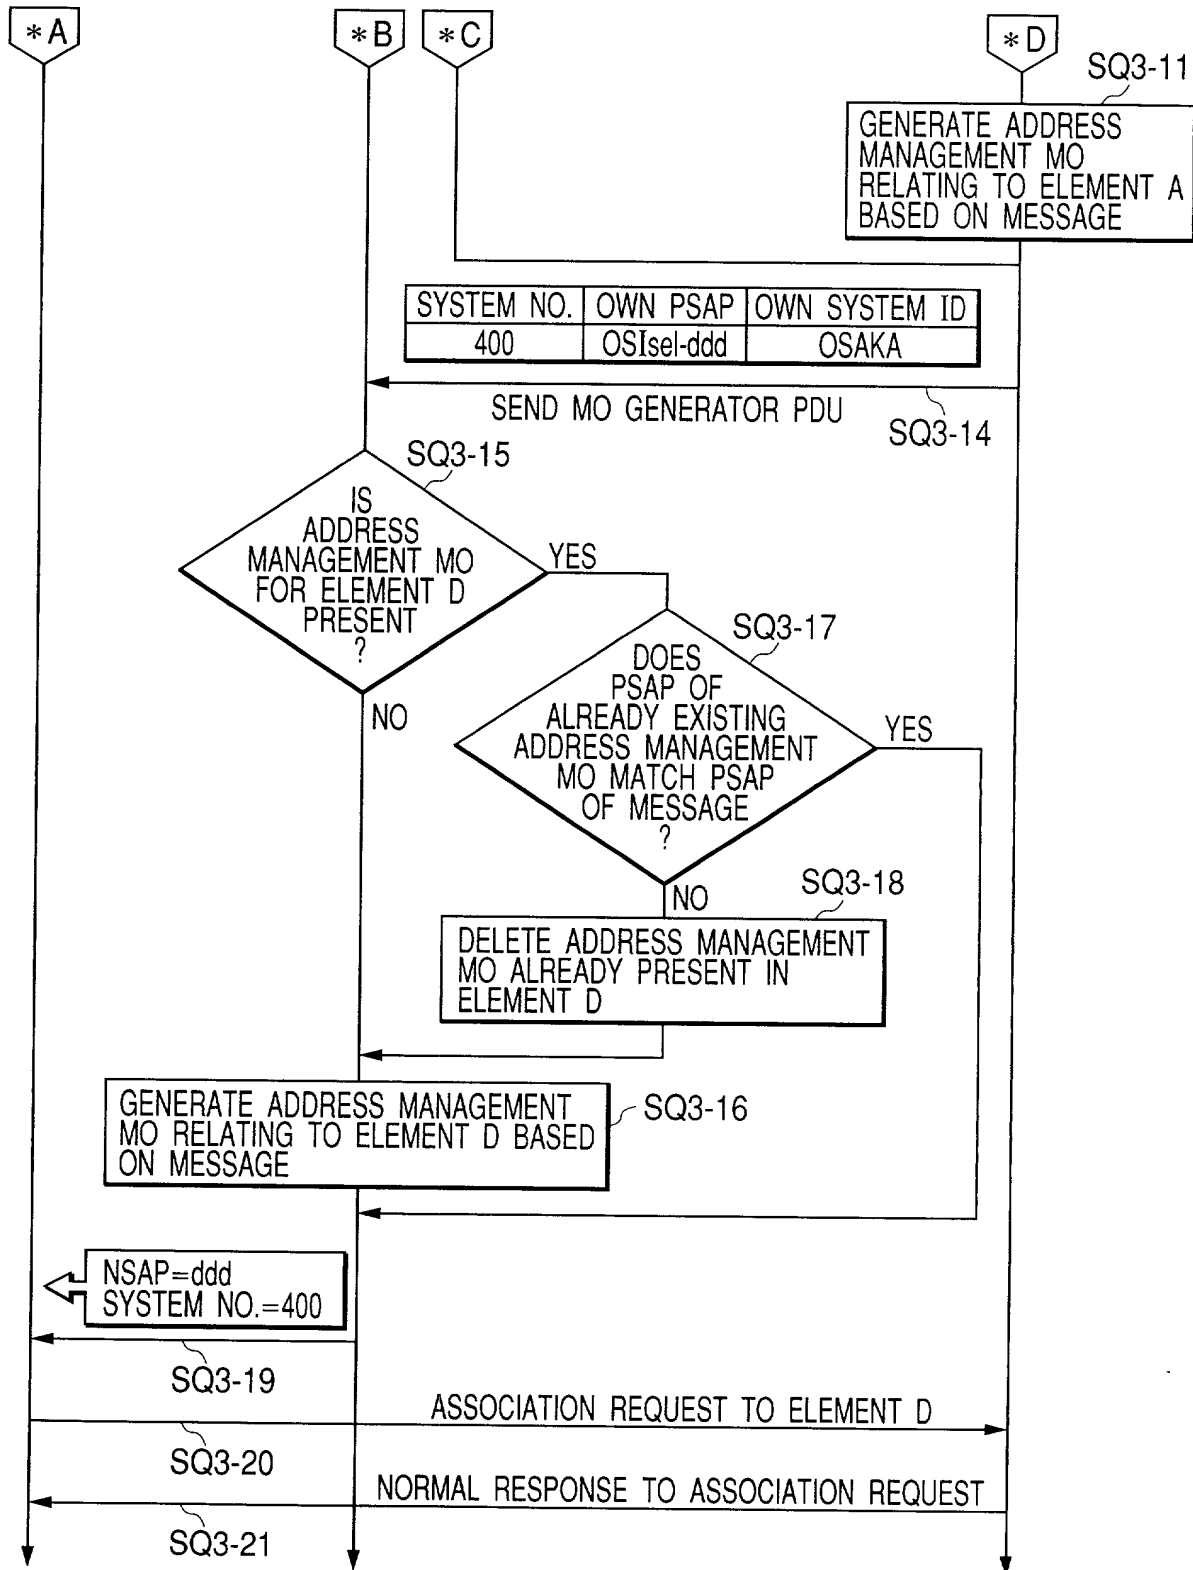 *A
*B
*C
*D
SQ3-11
GENERATE ADDRESS
MANAGEMENT MO
RELATING TO ELEMENT A
BASED ON MESSAGE
SYSTEM NO. OWN PSAP OWN SYSTEM ID
400 OSIsel-ddd OSAKA
SEND MO GENERATOR PDU
SQ3-14
SQ3-15
IS
ADDRESS
MANAGEMENT MO
FOR ELEMENT D
PRESENT
?
YES
NO
SQ3-17
DOES
PSAP OF
ALREADY EXISTING
ADDRESS MANAGEMENT
MO MATCH PSAP
OF MESSAGE
?
YES
NO
SQ3-18
DELETE ADDRESS MANAGEMENT
MO ALREADY PRESENT IN
ELEMENT D
GENERATE ADDRESS MANAGEMENT
MO RELATING TO ELEMENT D BASED
ON MESSAGE
SQ3-16
NSAP=ddd
SYSTEM NO.=400
SQ3-19
ASSOCIATION REQUEST TO ELEMENT D
SQ3-20
NORMAL RESPONSE TO ASSOCIATION REQUEST
SQ3-21